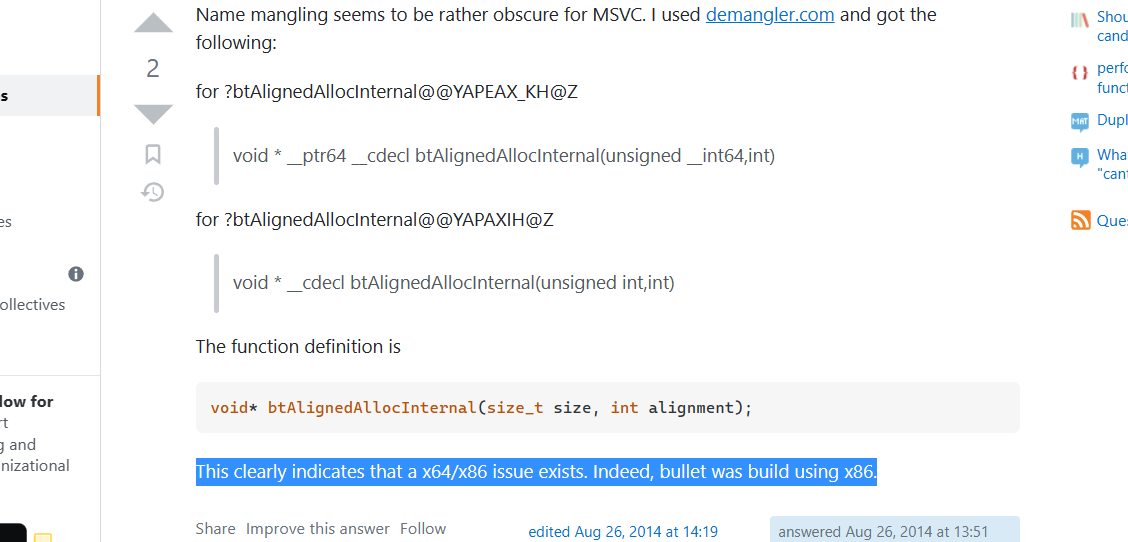 Name mangling seems to be rather obscure for MSVC. I used demangler.com and got the
following:
2
for ?btAlignedAllocInternal@@YAPEAX_KH@Z
void * __ptr64 __cdecl btAlignedAllocInternal(unsigned __int64,int)
for ?btAlignedAllocInternal@@YAPAXIH@Z
void * __cdecl btAlignedAllocInternal(unsigned int,int)
The function definition is
void* btAlignedAllocInternal(size_t size, int alignment);
This clearly indicates that a x64/x86 issue exists. Indeed, bullet was build using x86.
Share Improve this answer Follow
edited Aug 26, 2014 at 14:19
answered Aug 26, 2014 at 13:51
s
es
ollectives
low for
rt
g and
nizational
Shou
cand
perfo
funct
MAT
Dupl
H
Wha
"cant
Ques